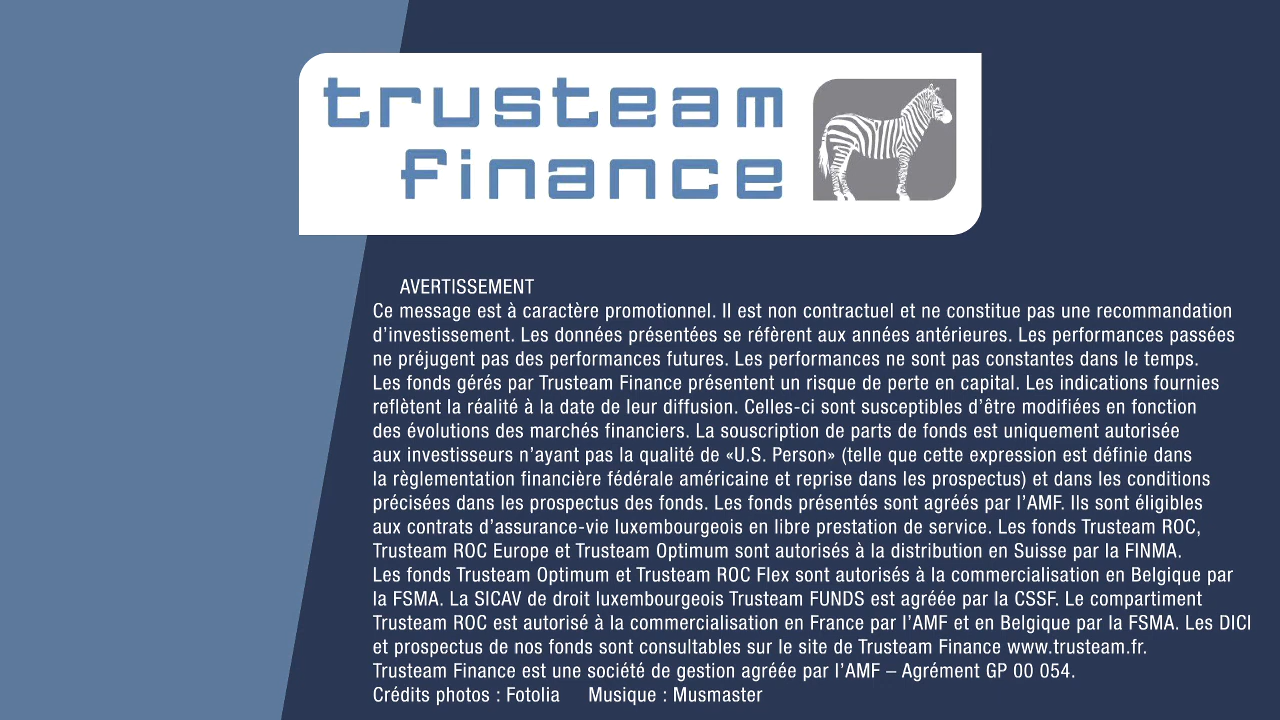 trusteam
finance
AVERTISSEMENT
Ce message est à caractère promotionnel. Il est non contractuel et ne constitue pas une recommandation
d’investissement. Les données présentées se réfèrent aux années antérieures. Les performances passées
ne préjugent pas des performances futures. Les performances ne sont pas constantes dans le temps.
Les fonds gérés par Trusteam Finance présentent un risque de perte en capital. Les indications fournies
reflètent la réalité à la date de leur diffusion. Celles-ci sont susceptibles d’être modifiées en fonction
des évolutions des marchés financiers. La souscription de parts de fonds est uniquement autorisée
aux investisseurs n’ayant pas la qualité de «U.S. Person» (telle que cette expression est définie dans
la règlementation financière fédérale américaine et reprise dans les prospectus) et dans les conditions
précisées dans les prospectus des fonds. Les fonds présentés sont agréés par l’AMF. Ils sont éligibles
aux contrats d’assurance-vie luxembourgeois en libre prestation de service. Les fonds Trusteam ROC,
Trusteam ROC Europe et Trusteam Optimum sont autorisés à la distribution en Suisse par la FINMA.
Les fonds Trusteam Optimum et Trusteam ROC Flex sont autorisés à la commercialisation en Belgique par
la FSMA. La SICAV de droit luxembourgeois Trusteam FUNDS est agréée par la CSSF. Le compartiment
Trusteam ROC est autorisé à la commercialisation en France par l’AMF et en Belgique par la FSMA. Les DICI
et prospectus de nos fonds sont consultables sur le site de Trusteam Finance www.trusteam.fr.
Trusteam Finance est une société de gestion agréée par l’AMF – Agrément GP 00 054.
Crédits photos : Fotolia Musique : Musmaster